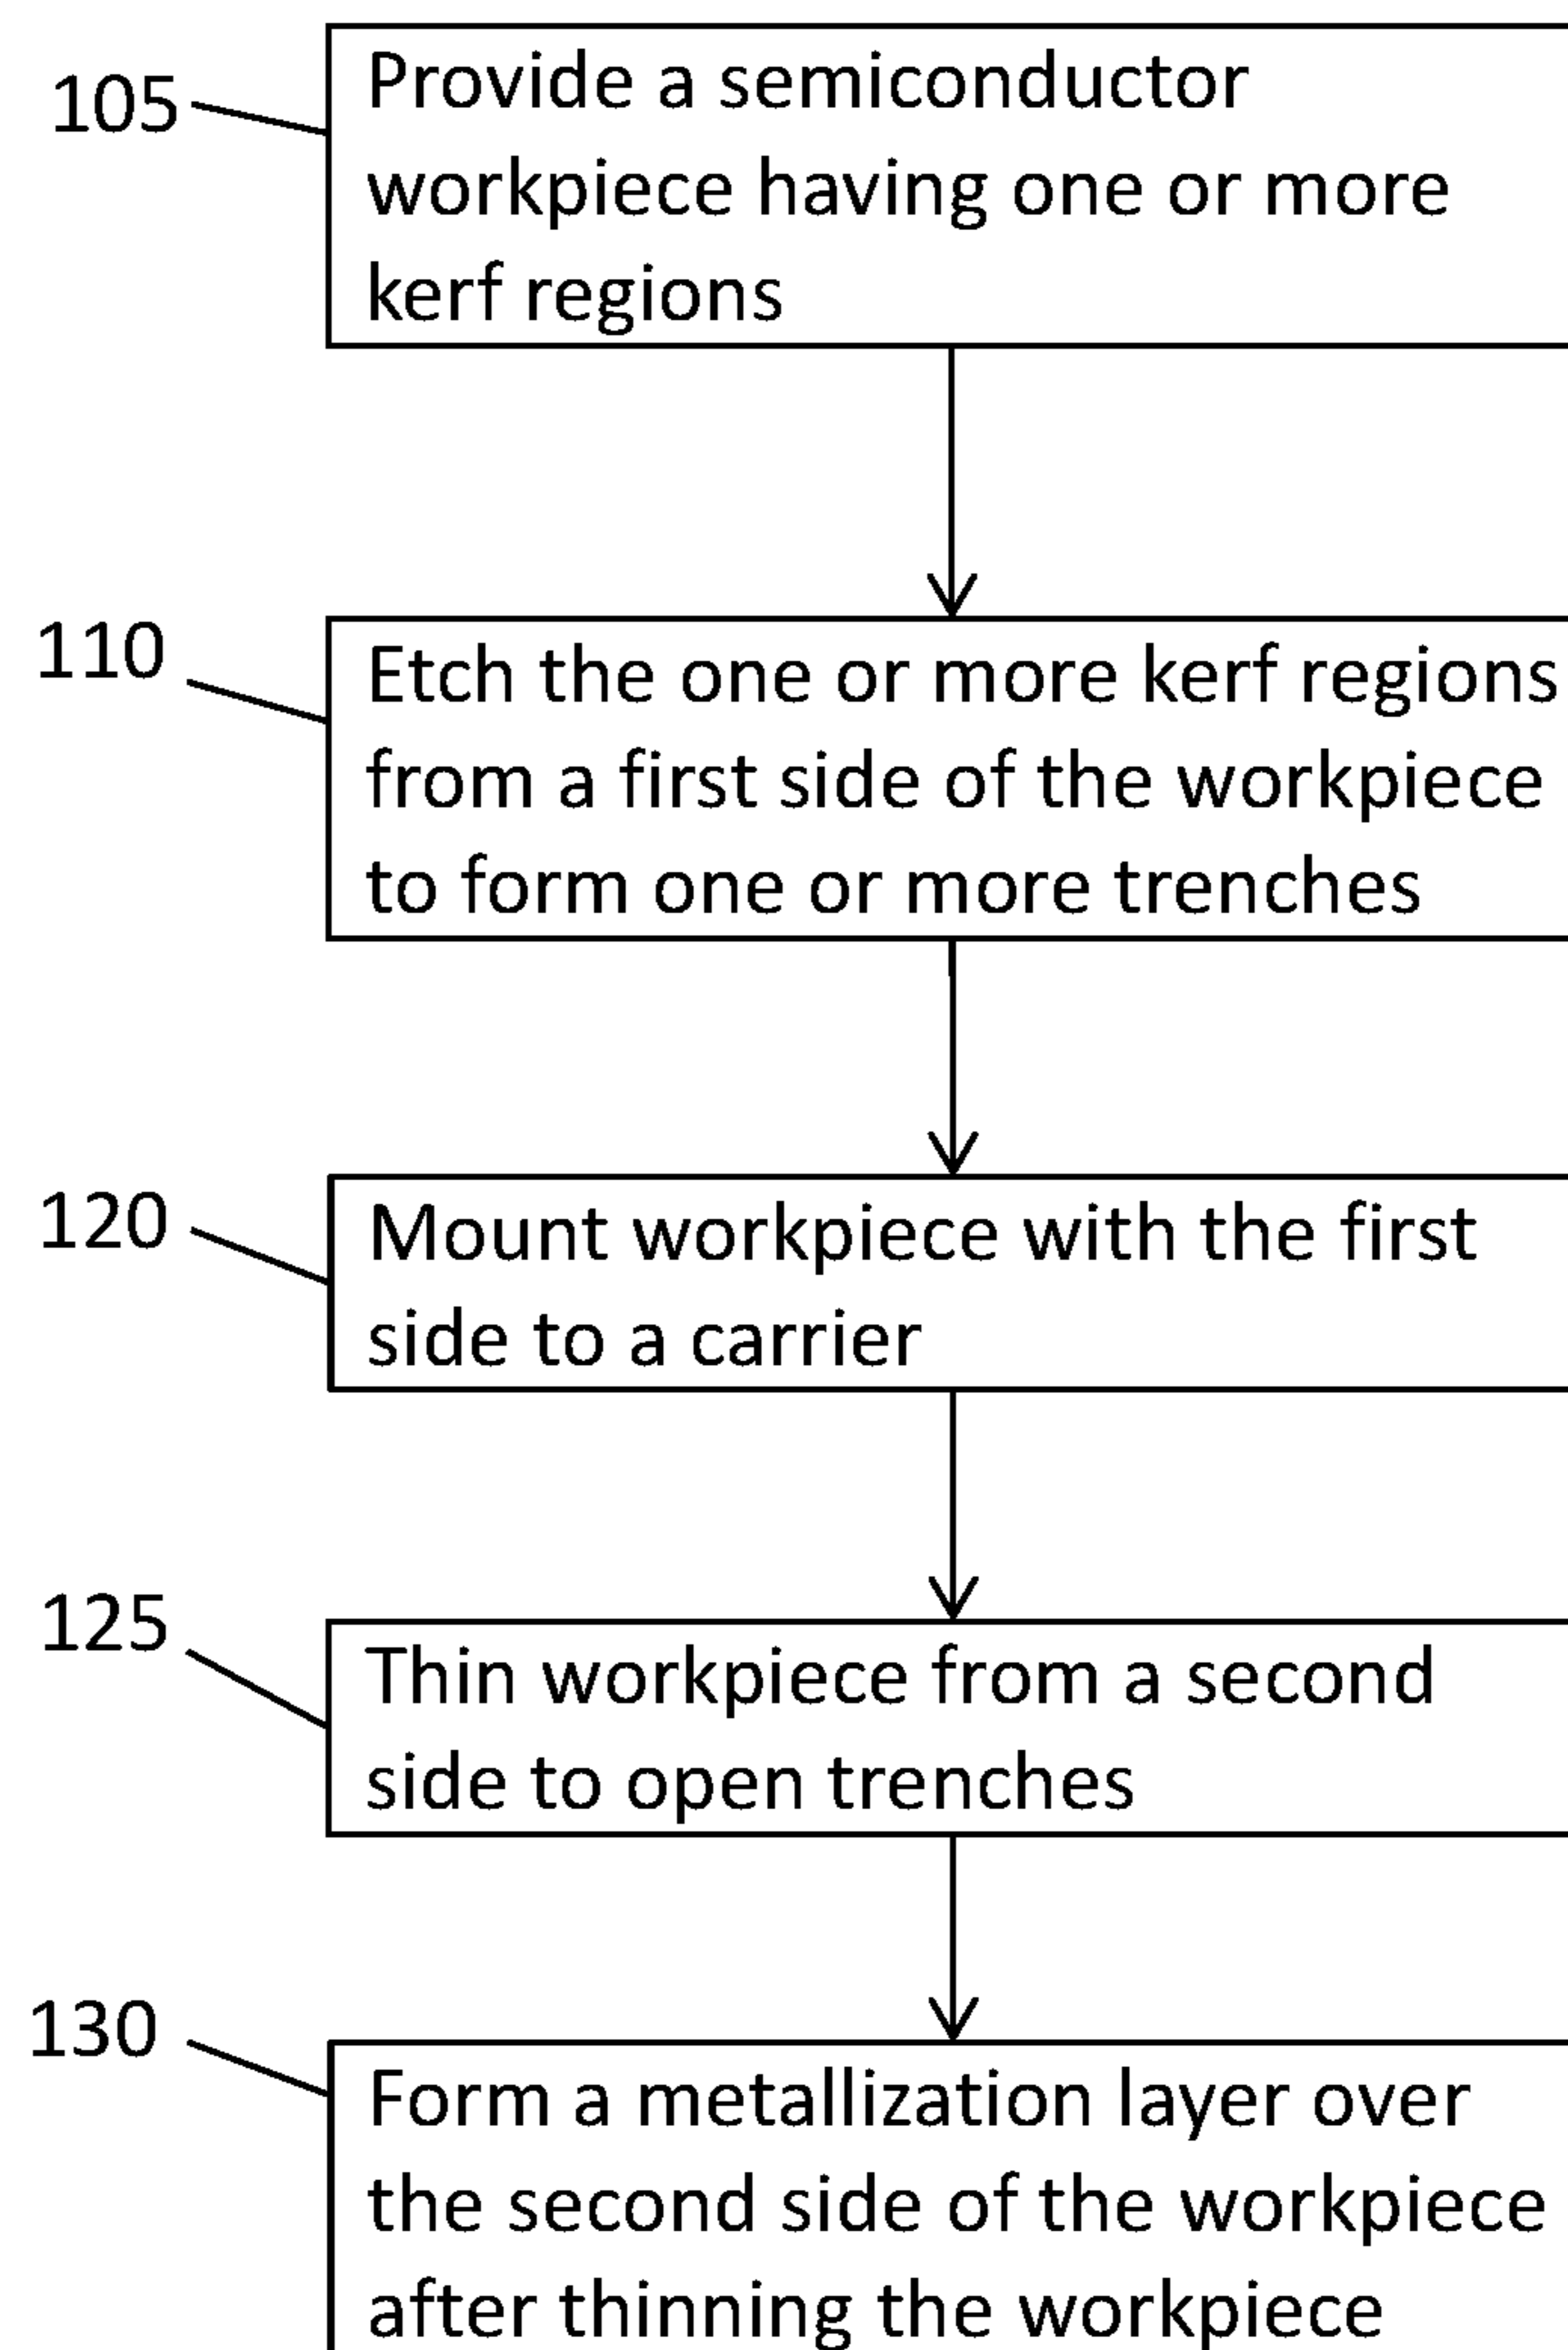 105
Provide a semiconductor
workpiece having one or more
kerf regions
110
Etch the one or more kerf regions
from a first side of the workpiece
to form one or more trenches
120
Mount workpiece with the first
side to a carrier
125
Thin workpiece from a second
side to open trenches
130
Form a metallization layer over
the second side of the workpiece
after thinning the workpiece